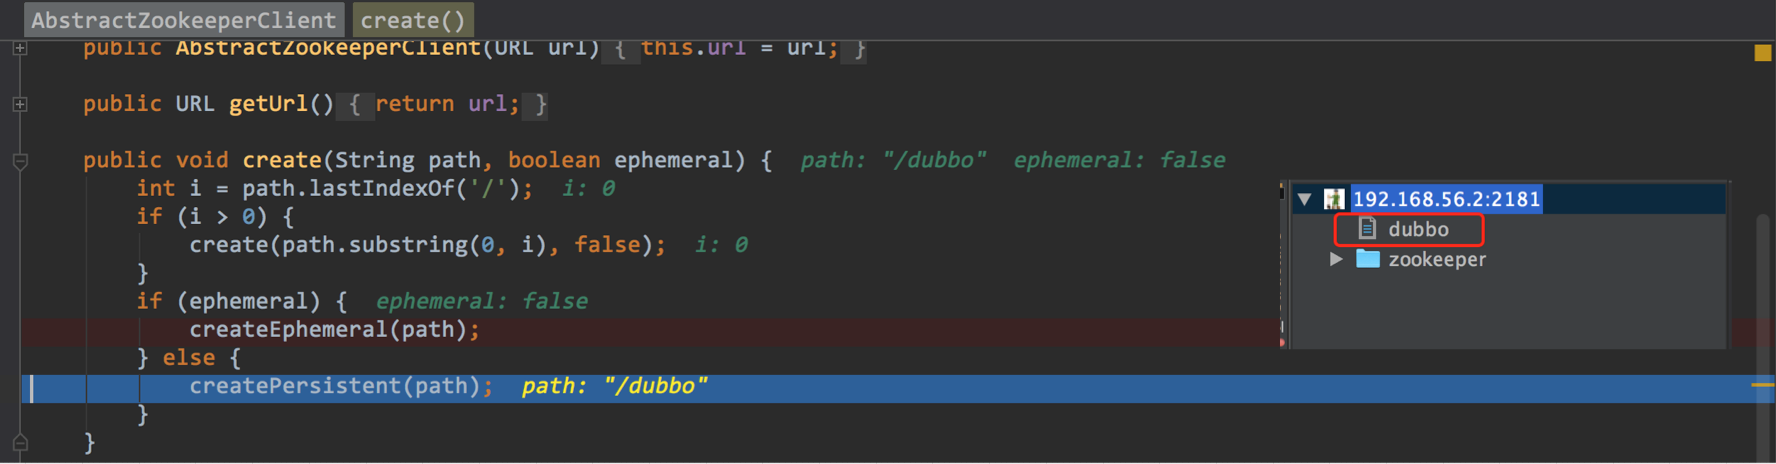 AbstractZookeeperClient create()
public AbstractZookeeperClient(URL url) { this.url = url; }
public URL getUrl() { return url; }
public void create(String path, boolean ephemeral) { path: "/dubbo" ephemeral: false
int i = path.lastIndexOf('/'); i: 0
if (i > 0) {
create(path.substring(0, i), false); i: 0
}
if (ephemeral) { ephemeral: false
createEphemeral(path);
} else {
createPersistent(path); path: "/dubbo"
}
}
192.168.56.2:2181
dubbo
zookeeper